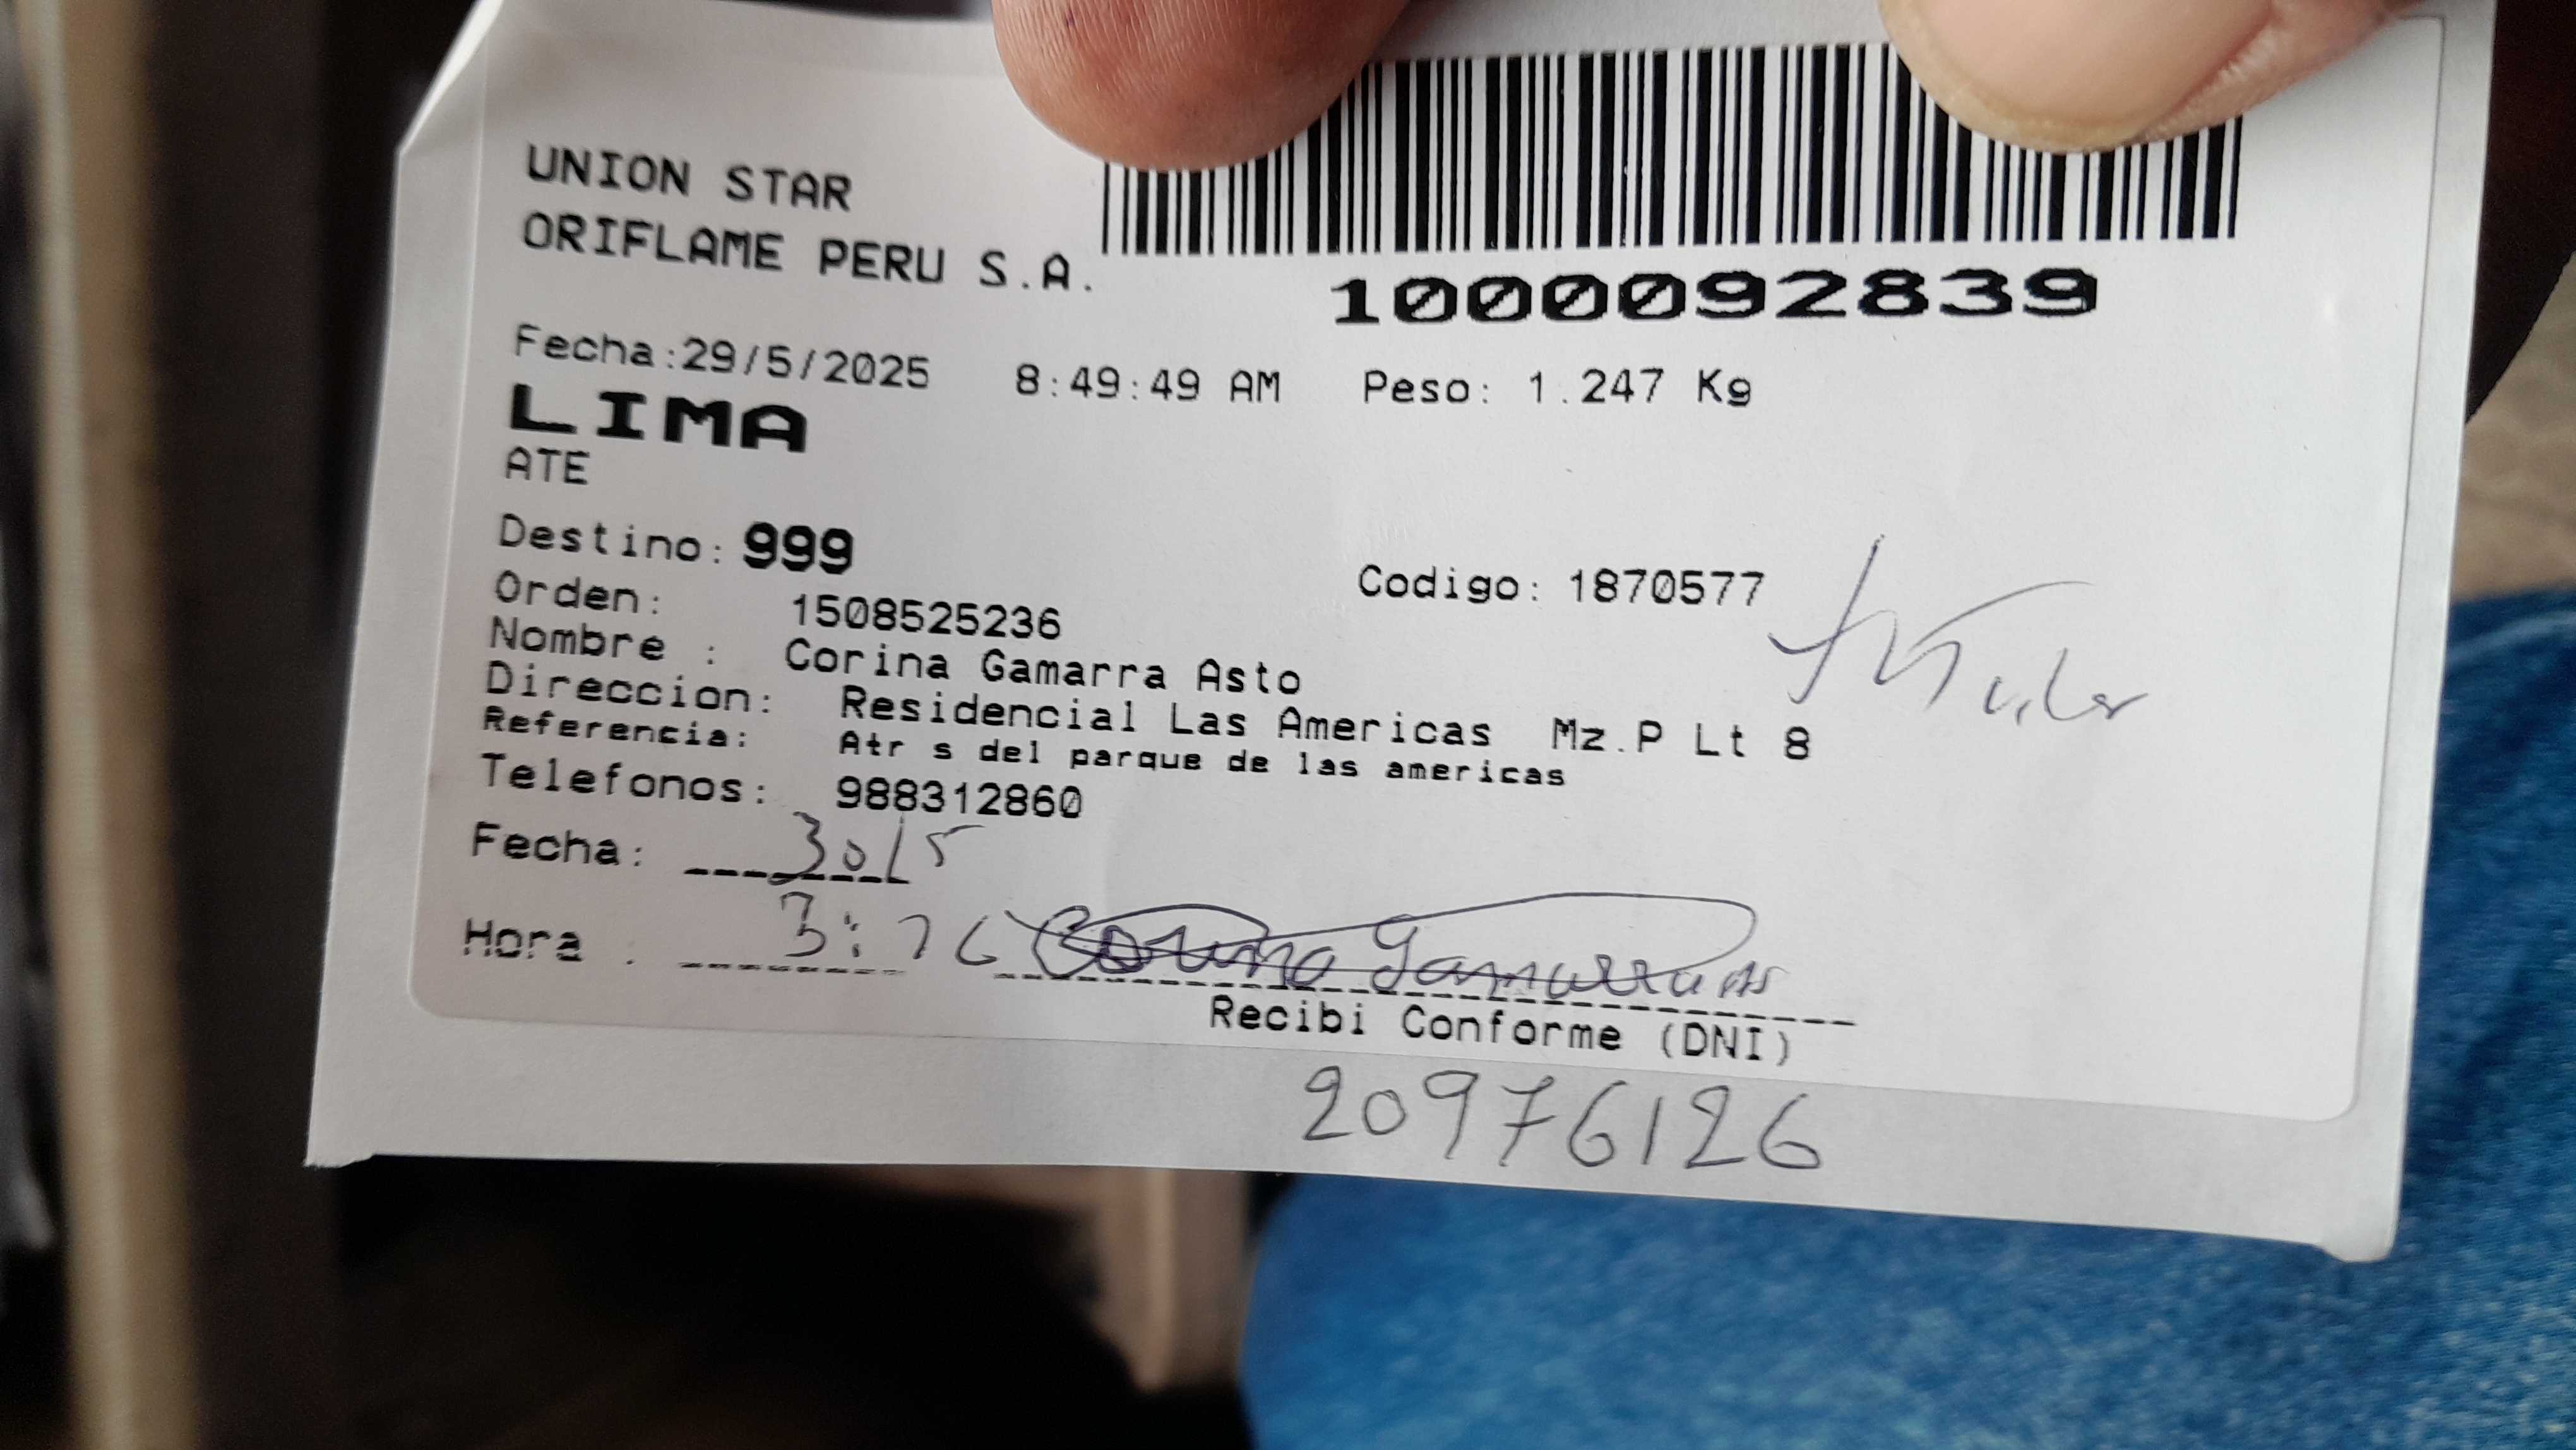 UNION STAR
ORIFLAME PERU S.A.
1000092839
Fecha:29/5/2025 8:49:49 AM Peso: 1.247 Kg
LIMA
ATE
Destino: 999
Codigo: 1870577
Orden: 1508525236
Nombre : Corina Gamarra Asto
Direccion: Residencial Las Americas Mz.P Lt 8
Referencia: Atr s del parque de las americas
Telefonos: 988312860
Fecha: 30/5
Hora : Corina Gamarra
Recibi Conforme (DNI)
20976126